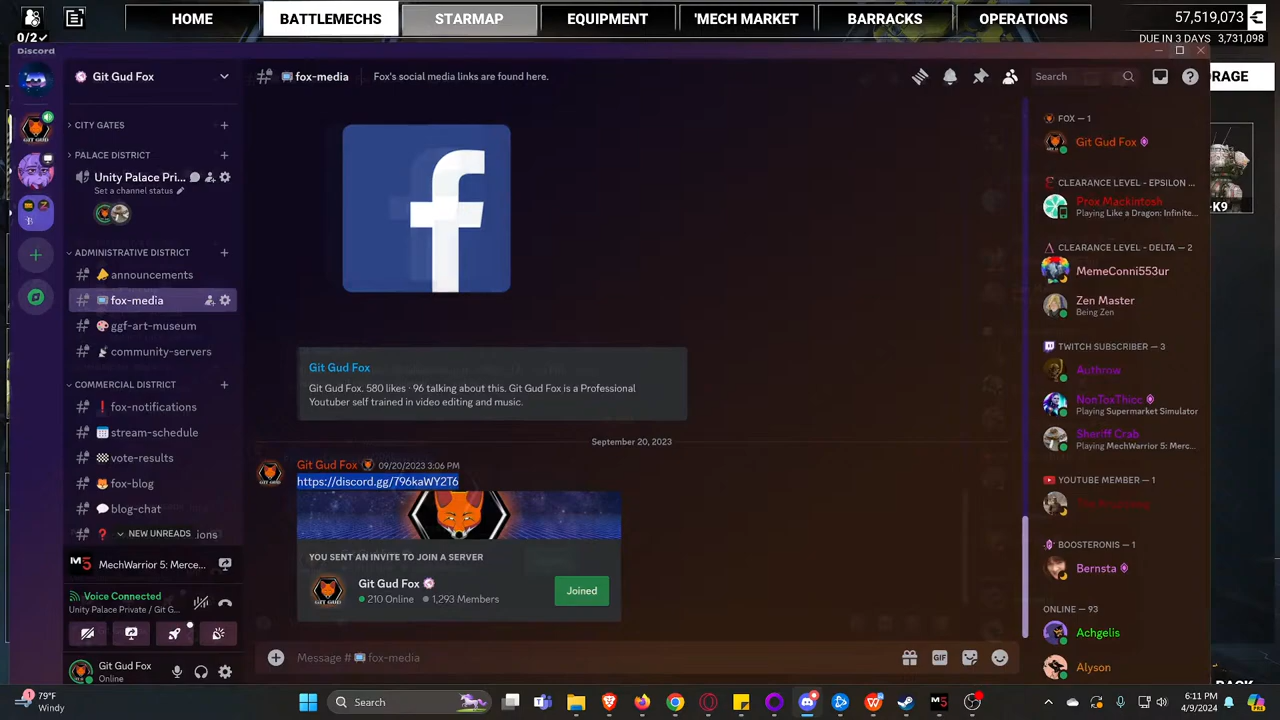 HOME
BATTLEMECHS
STARMAP
EQUIPMENT
'MECH MARKET
BARRACKS
OPERATIONS
57,519,073
0/2
DUE IN 3 DAYS 3,731,098
Discord
Git Gud Fox
fox-media
Fox's social media links are found here.
Search
RAGE
CITY GATES
PALACE DISTRICT
Unity Palace Pri...
Set a channel status
ADMINISTRATIVE DISTRICT
announcements
fox-media
ggf-art-museum
community-servers
COMMERCIAL DISTRICT
fox-notifications
stream-schedule
vote-results
fox-blog
blog-chat
NEW UNREADS
ions
M5 MechWarrior 5: Merce...
Voice Connected
Unity Palace Private / Git G...
Git Gud Fox
Online
f
Git Gud Fox
Git Gud Fox. 580 likes · 96 talking about this. Git Gud Fox is a Professional
Youtuber self trained in video editing and music.
September 20, 2023
Git Gud Fox 09/20/2023 3:06 PM
https://discord.gg/796kaWY2T6
YOU SENT AN INVITE TO JOIN A SERVER
Git Gud Fox
210 Online 1,293 Members
Joined
Message # fox-media
GIF
FOX — 1
Git Gud Fox
CLEARANCE LEVEL - EPSILON ...
Prox Mackintosh
Playing Like a Dragon: Infinite...
CLEARANCE LEVEL - DELTA — 2
MemeConni553ur
Zen Master
Being Zen
TWITCH SUBSCRIBER — 3
Authrow
NonToxThicc
Playing Supermarket Simulator
Sheriff Crab
Playing MechWarrior 5: Merc...
YOUTUBE MEMBER — 1
BOOSTERONIS — 1
Bernsta
ONLINE — 93
Achgelis
Alyson
-K9
BACK
79°F
Windy
Search
M5
6:11 PM
4/9/2024